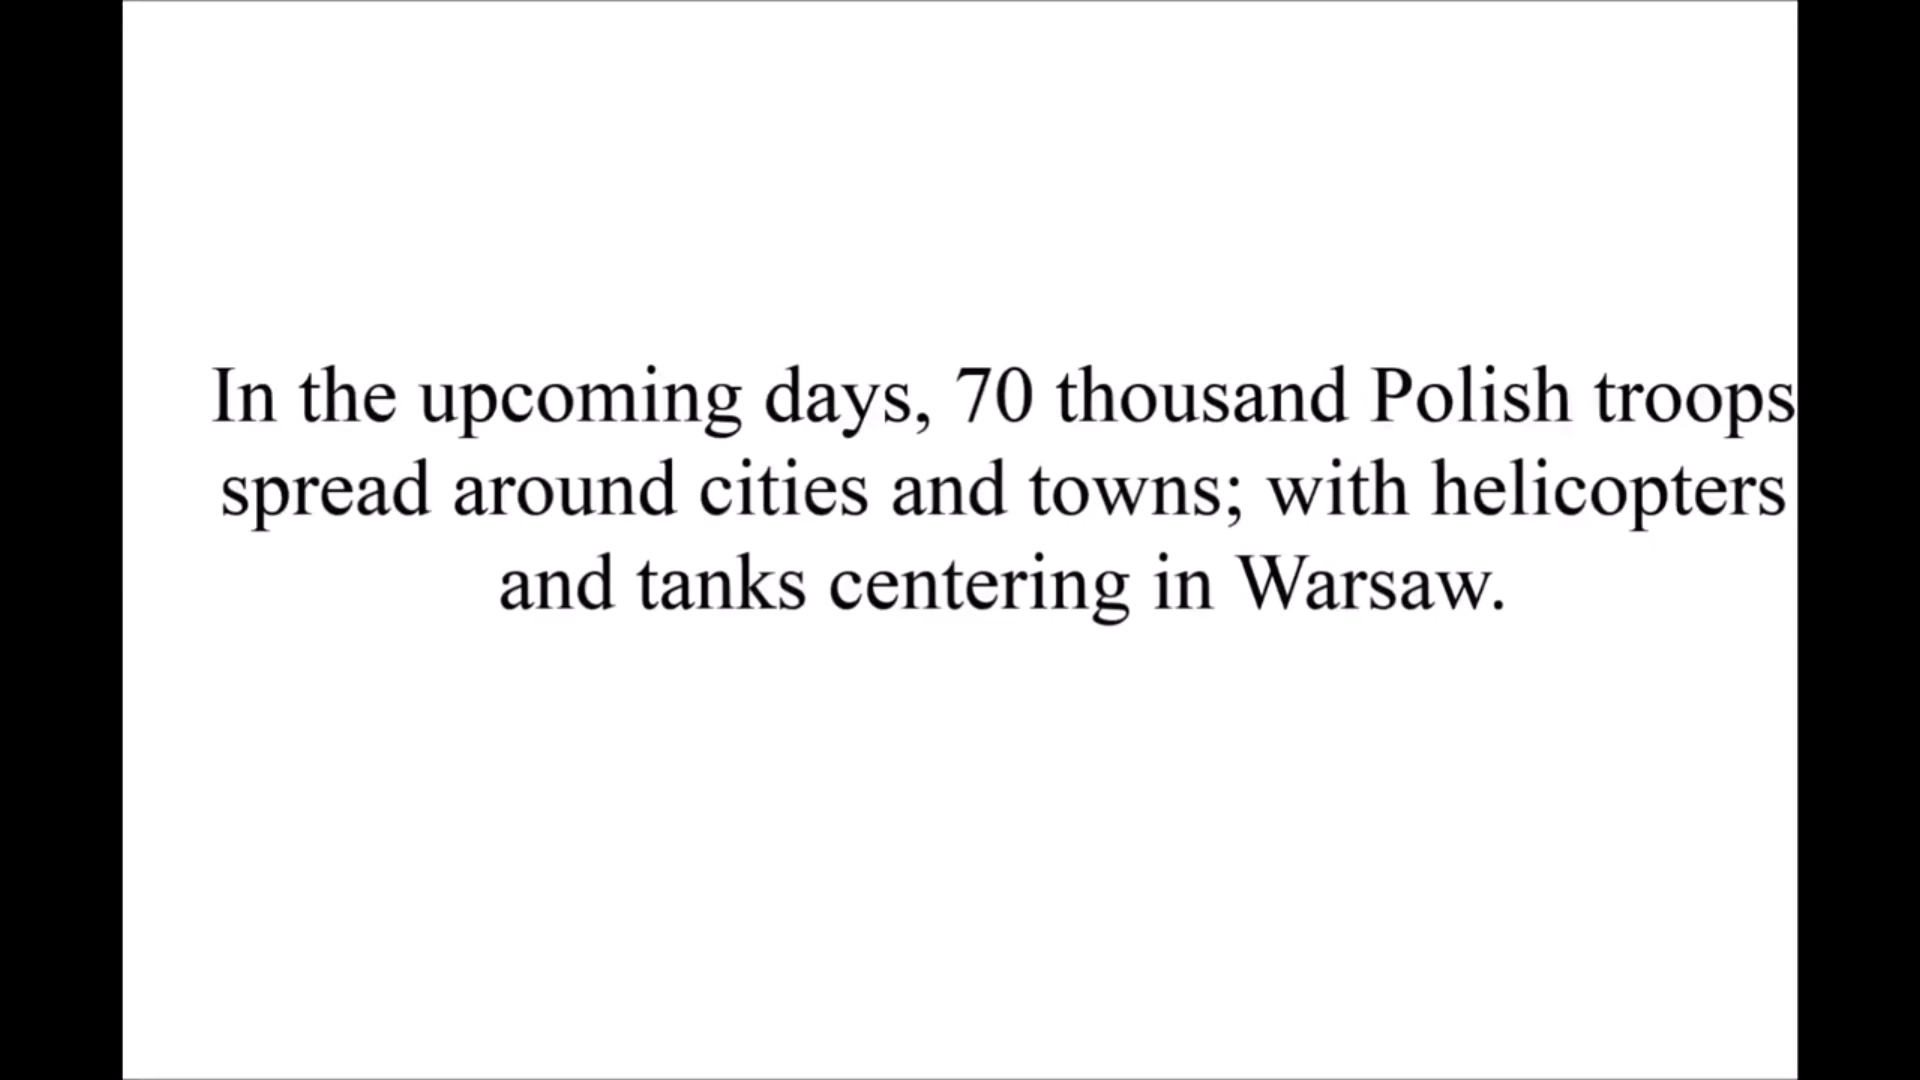 In the upcoming days, 70 thousand Polish troops
spread around cities and towns; with helicopters
and tanks centering in Warsaw.